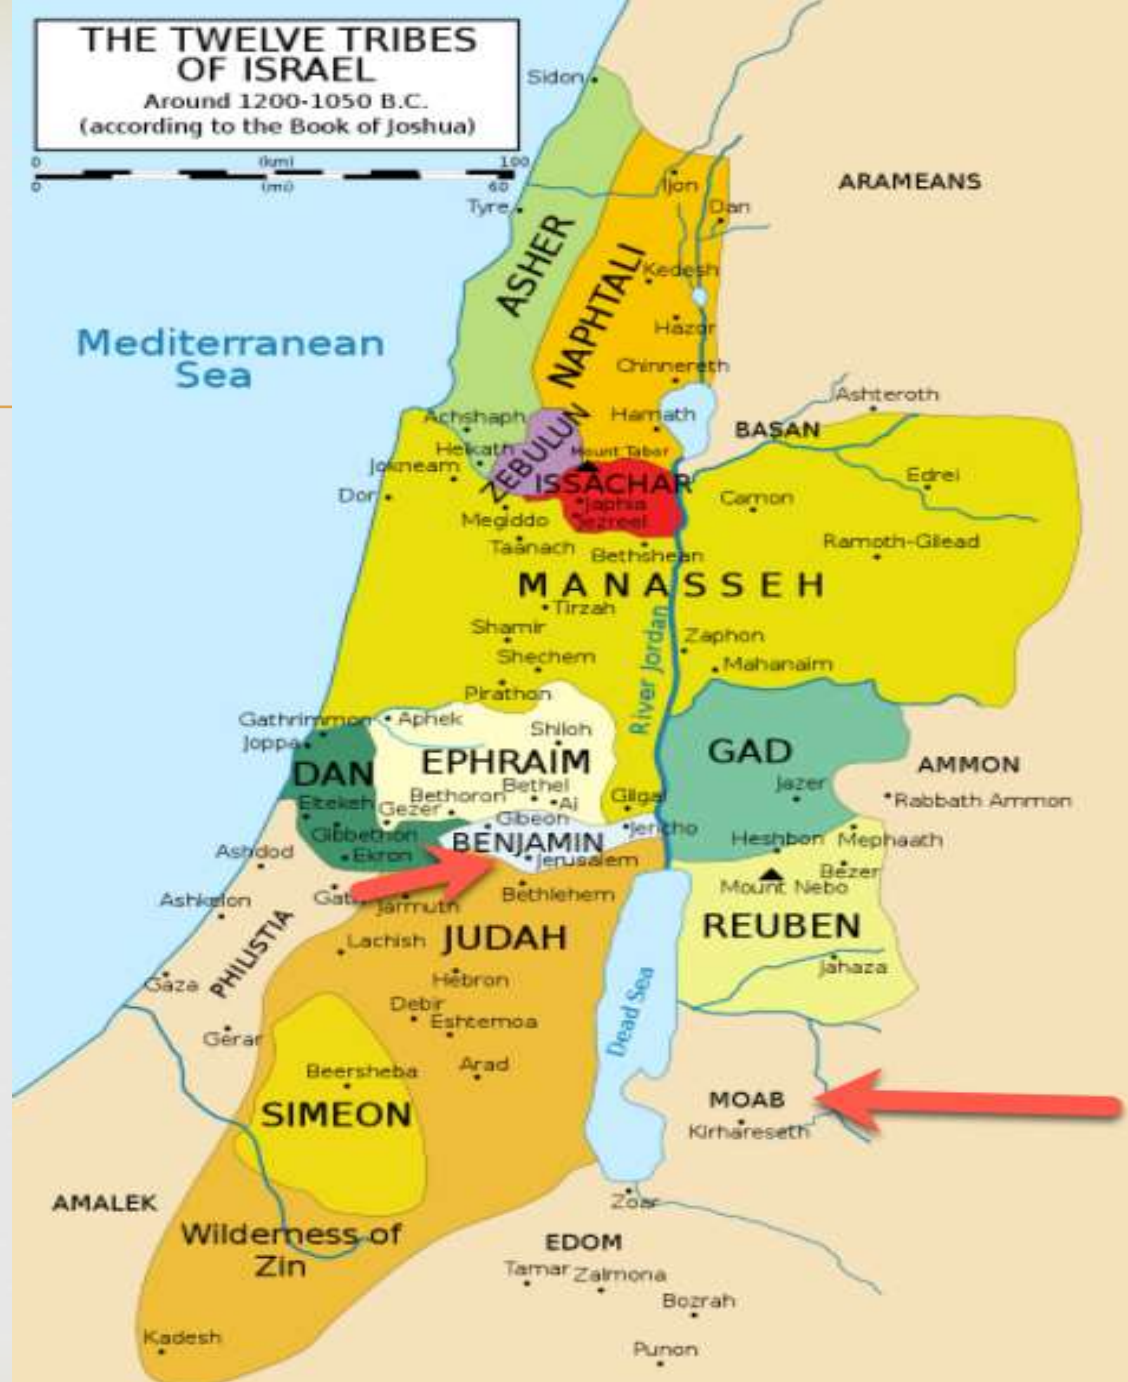 THE TWELVE TRIBES
OF ISRAEL
Around 1200-1050 B.C.
(according to the Book of Joshua)
0 (km) 100
0 (mi) 60
Sidon
ARAMEANS
Ijon
Tyre
Dan
ASHER
NAPHTALI
Kedesh
Hazor
Mediterranean
Sea
Chinnereth
Ashteroth
Achshaph
Hamath
BASAN
ZEBULUN
Helkath
Mount Tabor
Jokneam
ISSACHAR
Edrei
Dor
Japhia
Camon
Megiddo
Jezreel
Taanach
Bethshean
Ramoth-Gilead
MANASSEH
Tirzah
Shamir
River Jordan
Zaphon
Shechem
Mahanaim
Pirathon
Gathrimmon
Aphek
Shiloh
Joppa
DAN
EPHRAIM
GAD
AMMON
Bethel
Jazer
Eltekeh
Bethoron
Ai
Gilgal
Rabbath Ammon
Gezer
Gibeon
Gibbethon
BENJAMIN
Jericho
Heshbon
Mephaath
Ashdod
Ekron
Jerusalem
Bezer
Mount Nebo
Ashkelon
Gath
Jarmuth
Bethlehem
PHILISTIA
JUDAH
REUBEN
Lachish
Jahaza
Gaza
Hebron
Dead Sea
Debir
Eshtemoa
Gerar
Beersheba
Arad
MOAB
SIMEON
Kirhareseth
AMALEK
Zoar
Wilderness of
Zin
EDOM
Tamar
Zalmona
Bozrah
Kadesh
Punon